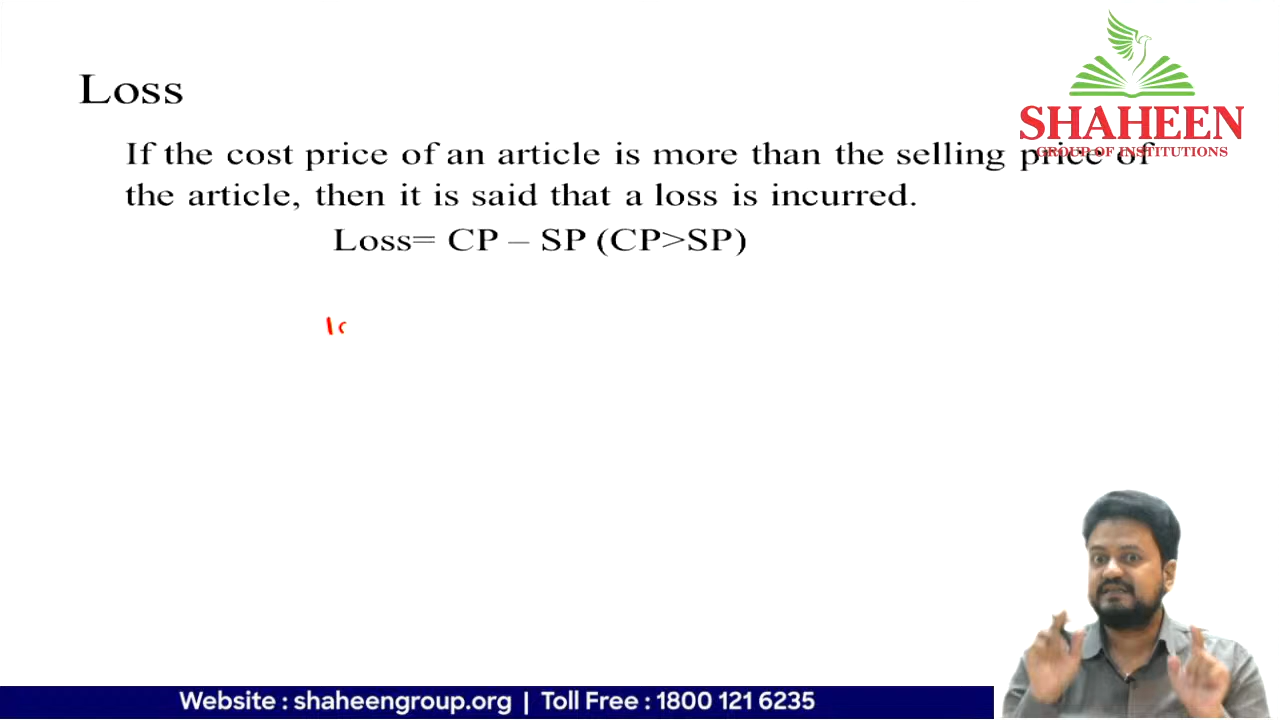 Loss
SHAHEEN
GROUP OF INSTITUTIONS
If the cost price of an article is more than the selling price of
the article, then it is said that a loss is incurred.
Loss= CP – SP (CP>SP)
Website : shaheengroup.org | Toll Free : 1800 121 6235